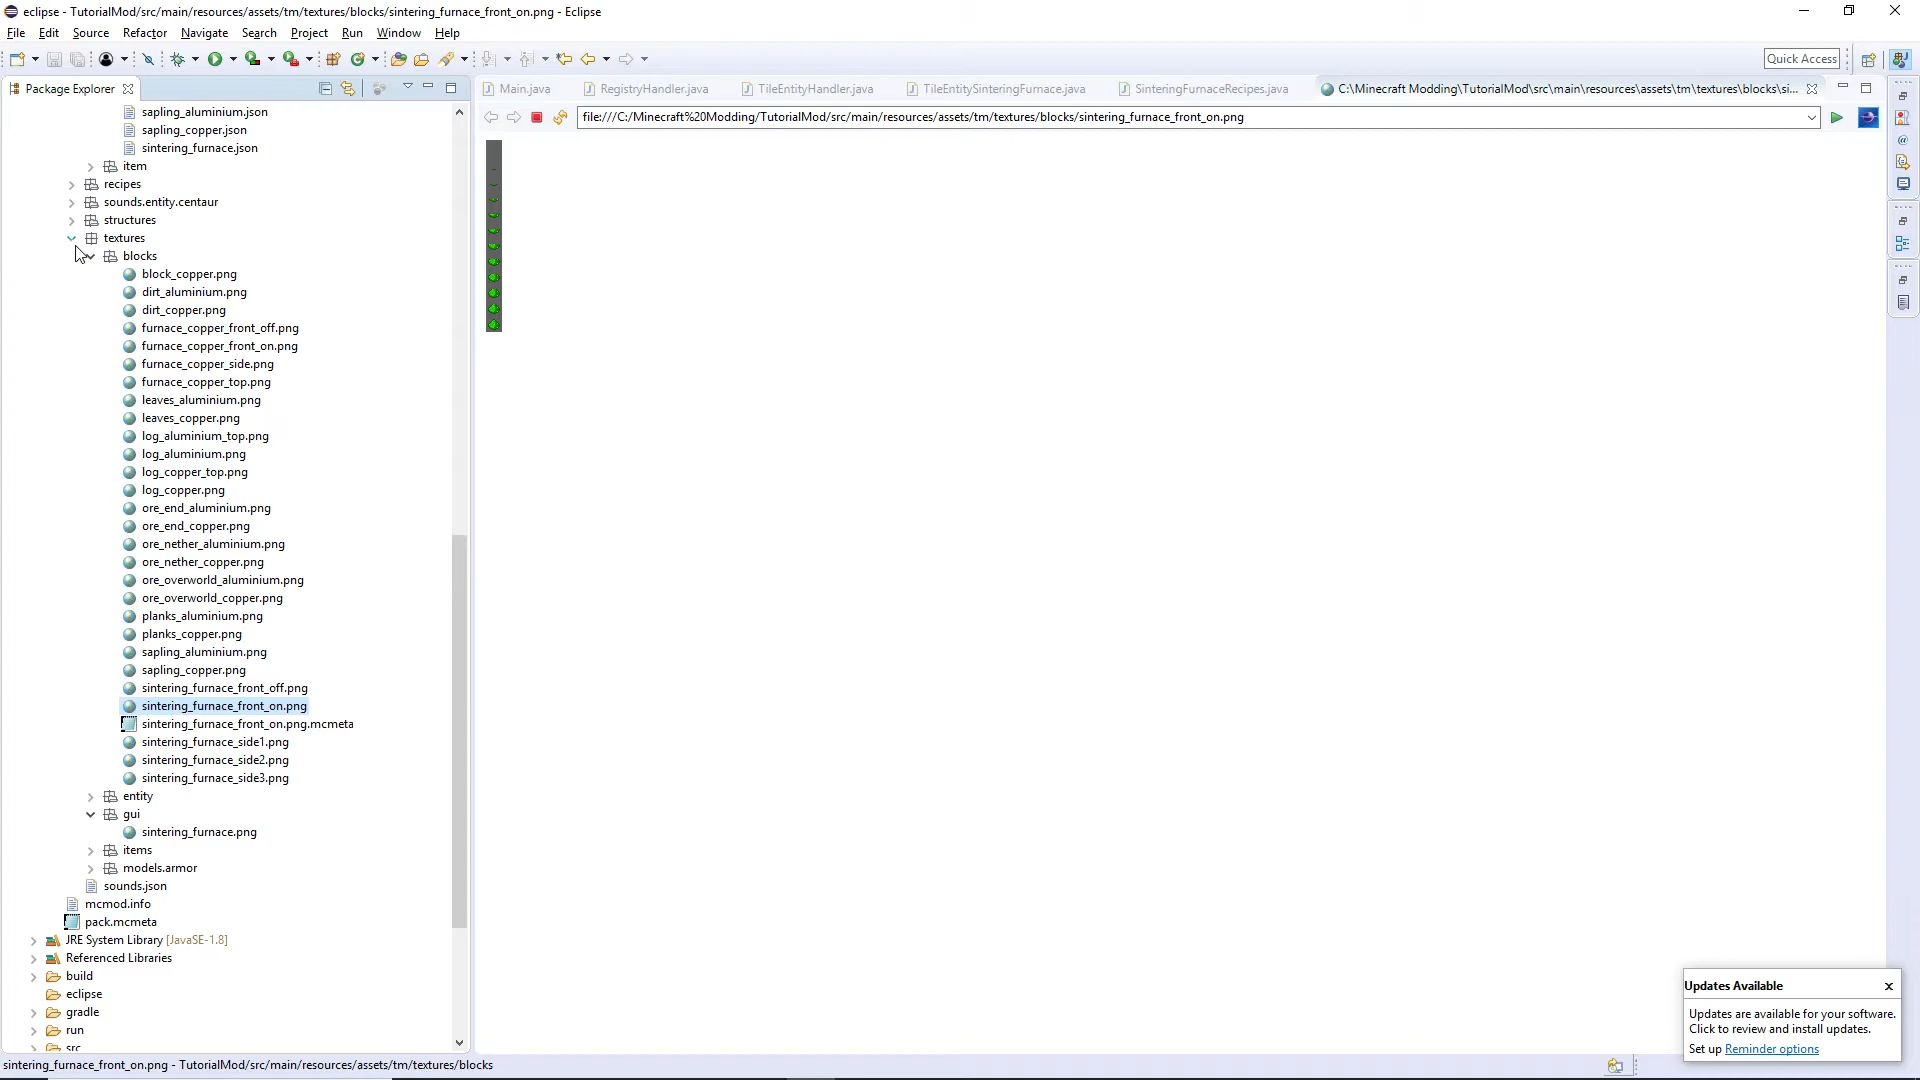 eclipse - TutorialMod/src/main/resources/assets/tm/textures/blocks/sintering_furnace_front_on.png - Eclipse
File Edit Source Refactor Navigate Search Project Run Window Help
Quick Access
Package Explorer
Main.java RegistryHandler.java TileEntityHandler.java TileEntitySinteringFurnace.java SinteringFurnaceRecipes.java C:\Minecraft Modding\TutorialMod\src\main\resources\assets\tm\textures\blocks\si...
file:///C:/Minecraft%20Modding/TutorialMod/src/main/resources/assets/tm/textures/blocks/sintering_furnace_front_on.png
sapling_aluminium.json
sapling_copper.json
sintering_furnace.json
item
recipes
sounds.entity.centaur
structures
textures
blocks
block_copper.png
dirt_aluminium.png
dirt_copper.png
furnace_copper_front_off.png
furnace_copper_front_on.png
furnace_copper_side.png
furnace_copper_top.png
leaves_aluminium.png
leaves_copper.png
log_aluminium_top.png
log_aluminium.png
log_copper_top.png
log_copper.png
ore_end_aluminium.png
ore_end_copper.png
ore_nether_aluminium.png
ore_nether_copper.png
ore_overworld_aluminium.png
ore_overworld_copper.png
planks_aluminium.png
planks_copper.png
sapling_aluminium.png
sapling_copper.png
sintering_furnace_front_off.png
sintering_furnace_front_on.png
sintering_furnace_front_on.png.mcmeta
sintering_furnace_side1.png
sintering_furnace_side2.png
sintering_furnace_side3.png
entity
gui
sintering_furnace.png
items
models.armor
sounds.json
mcmod.info
pack.mcmeta
JRE System Library [JavaSE-1.8]
Referenced Libraries
build
eclipse
gradle
run
src
Updates Available
Updates are available for your software.
Click to review and install updates.
Set up Reminder options
sintering_furnace_front_on.png - TutorialMod/src/main/resources/assets/tm/textures/blocks